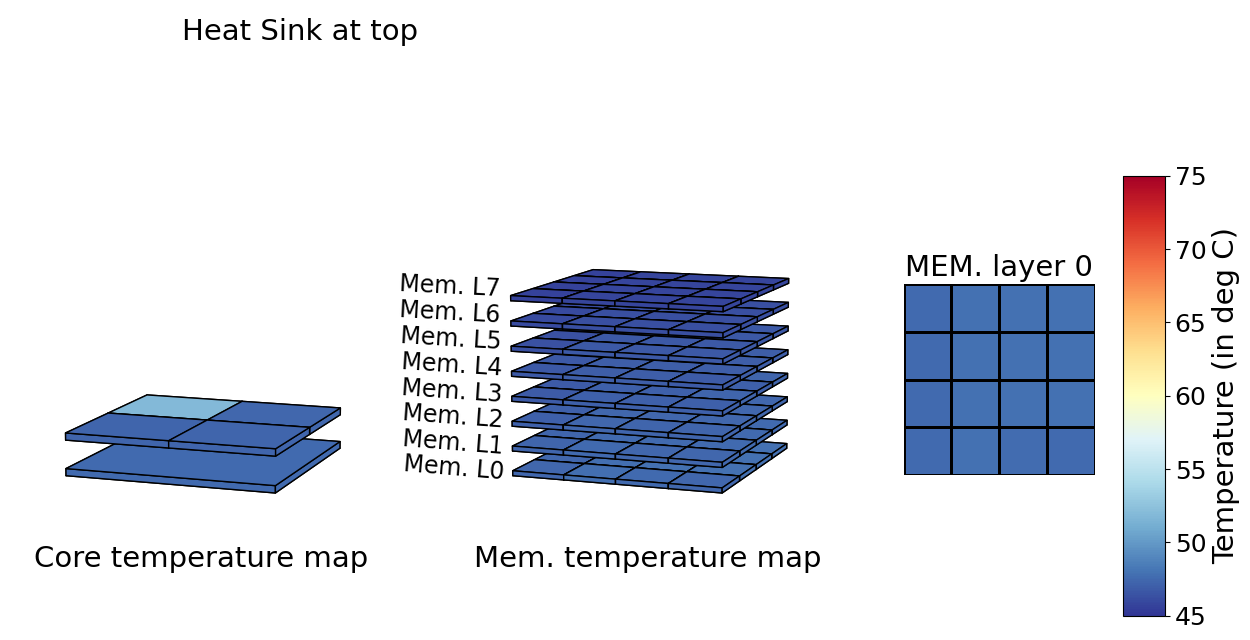 Heat Sink at top
Mem. L7
Mem. L6
Mem. L5
Mem. L4
Mem. L3
Mem. L2
Mem. L1
Mem. L0
Core temperature map
Mem. temperature map
MEM. layer 0
75
70
65
60
55
50
45
Temperature (in deg C)